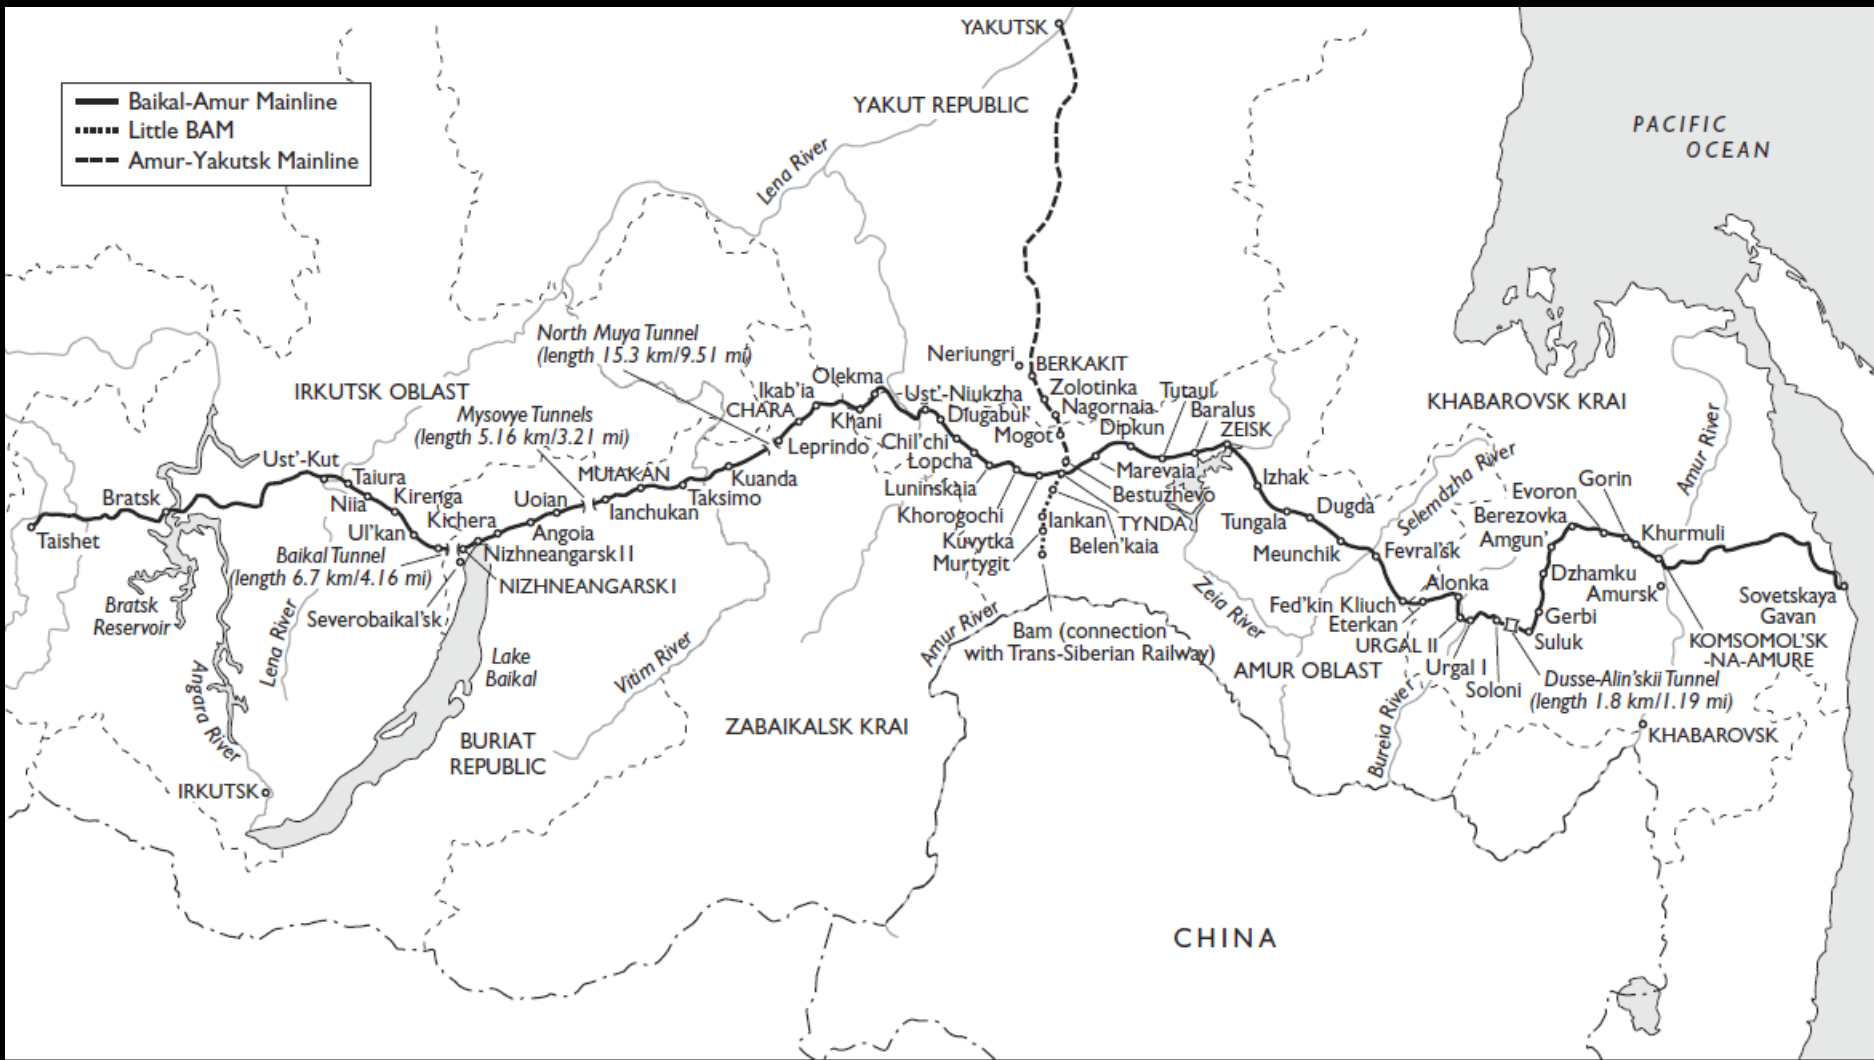 Baikal-Amur Mainline
Little BAM
Amur-Yakutsk Mainline
YAKUTSK
YAKUT REPUBLIC
PACIFIC
OCEAN
Lena River
North Muya Tunnel
(length 15.3 km/9.51 mi)
IRKUTSK OBLAST
Mysovye Tunnels
(length 5.16 km/3.21 mi)
Neriungri
BERKAKIT
Olekma
Ikab'ia
CHARA
Khani
Leprindo
Ust'-Niukzha
Dlugabul'
Zolotinka
Nagornaia
Mogot
Tutaul
Baralus
ZEISK
Dipkun
KHABAROVSK KRAI
Amur River
Chil'chi
Lopcha
Luninskaia
Khorogochi
Kuvytka
Murtygit
Marevaia
Bestuzhevo
TYNDA
Iankan
Belen'kaia
Ust'-Kut
Taiura
Bratsk
Niia
Kirenga
Ul'kan
Kichera
Uoian
MUIAKAN
Kuanda
Taksimo
Ianchukan
Angoia
Taishet
Baikal Tunnel
(length 6.7 km/4.16 mi)
Nizhneangarsk II
NIZHNEANGARSK I
Severobaikal'sk
Bratsk
Reservoir
Lena River
Angara River
Lake
Baikal
Vitim River
Izhak
Dugda
Tungala
Meunchik
Selemdzha River
Fevral'sk
Gorin
Evoron
Berezovka
Amgun'
Khurmuli
Dzhamku
Amursk
Alonka
Fed'kin Kliuch
Eterkan
URGAL II
Urgal I
Soloni
Gerbi
Suluk
Sovetskaya
Gavan
KOMSOMOL'SK
-NA-AMURE
Dusse-Alin'skii Tunnel
(length 1.8 km/1.19 mi)
Zeia River
Amur River
Bam (connection
with Trans-Siberian Railway)
AMUR OBLAST
Bureia River
KHABAROVSK
ZABAIKALSK KRAI
BURIAT
REPUBLIC
IRKUTSK
CHINA